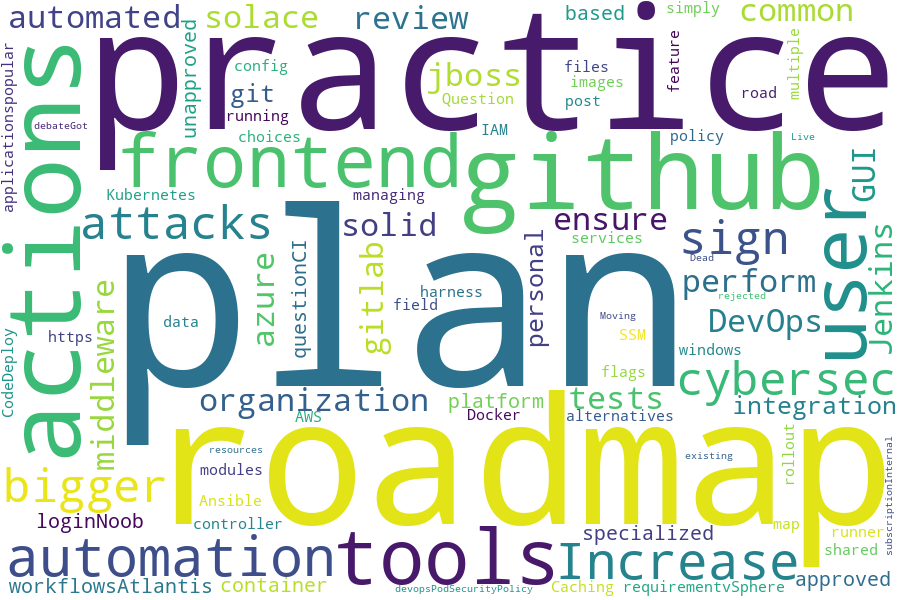 automated
solace
review
based
simply
common
practice
actions
applicationspopular
unapproved
config
git
running
choices
debateGot
jboss
Question
files
images
post
feature
road
multiple
IAM
policy
Live
frontend
github
Kubernetes
managing
attacks
solid
ensure
services
sign
user
GUI
plan
data
azure
questionCI
gitlab
field
harness
personal
Moving
Dead
perform
rejected
DevOps
Jenkins
SSM
windows
https
middleware
CodeDeploy
flags
cybersec
organization
AWS
platform
Docker
tests
alternatives
integration
roadmap
bigger
resources
modules
Ansible
controller
existing
rollout
subscriptionInternal
loginNoob
specialized
map
runner
shared
automation
tools
Increase
approved
workflowsAtlantis
container
devopsPodSecurityPolicy
Caching
requirementvSphere